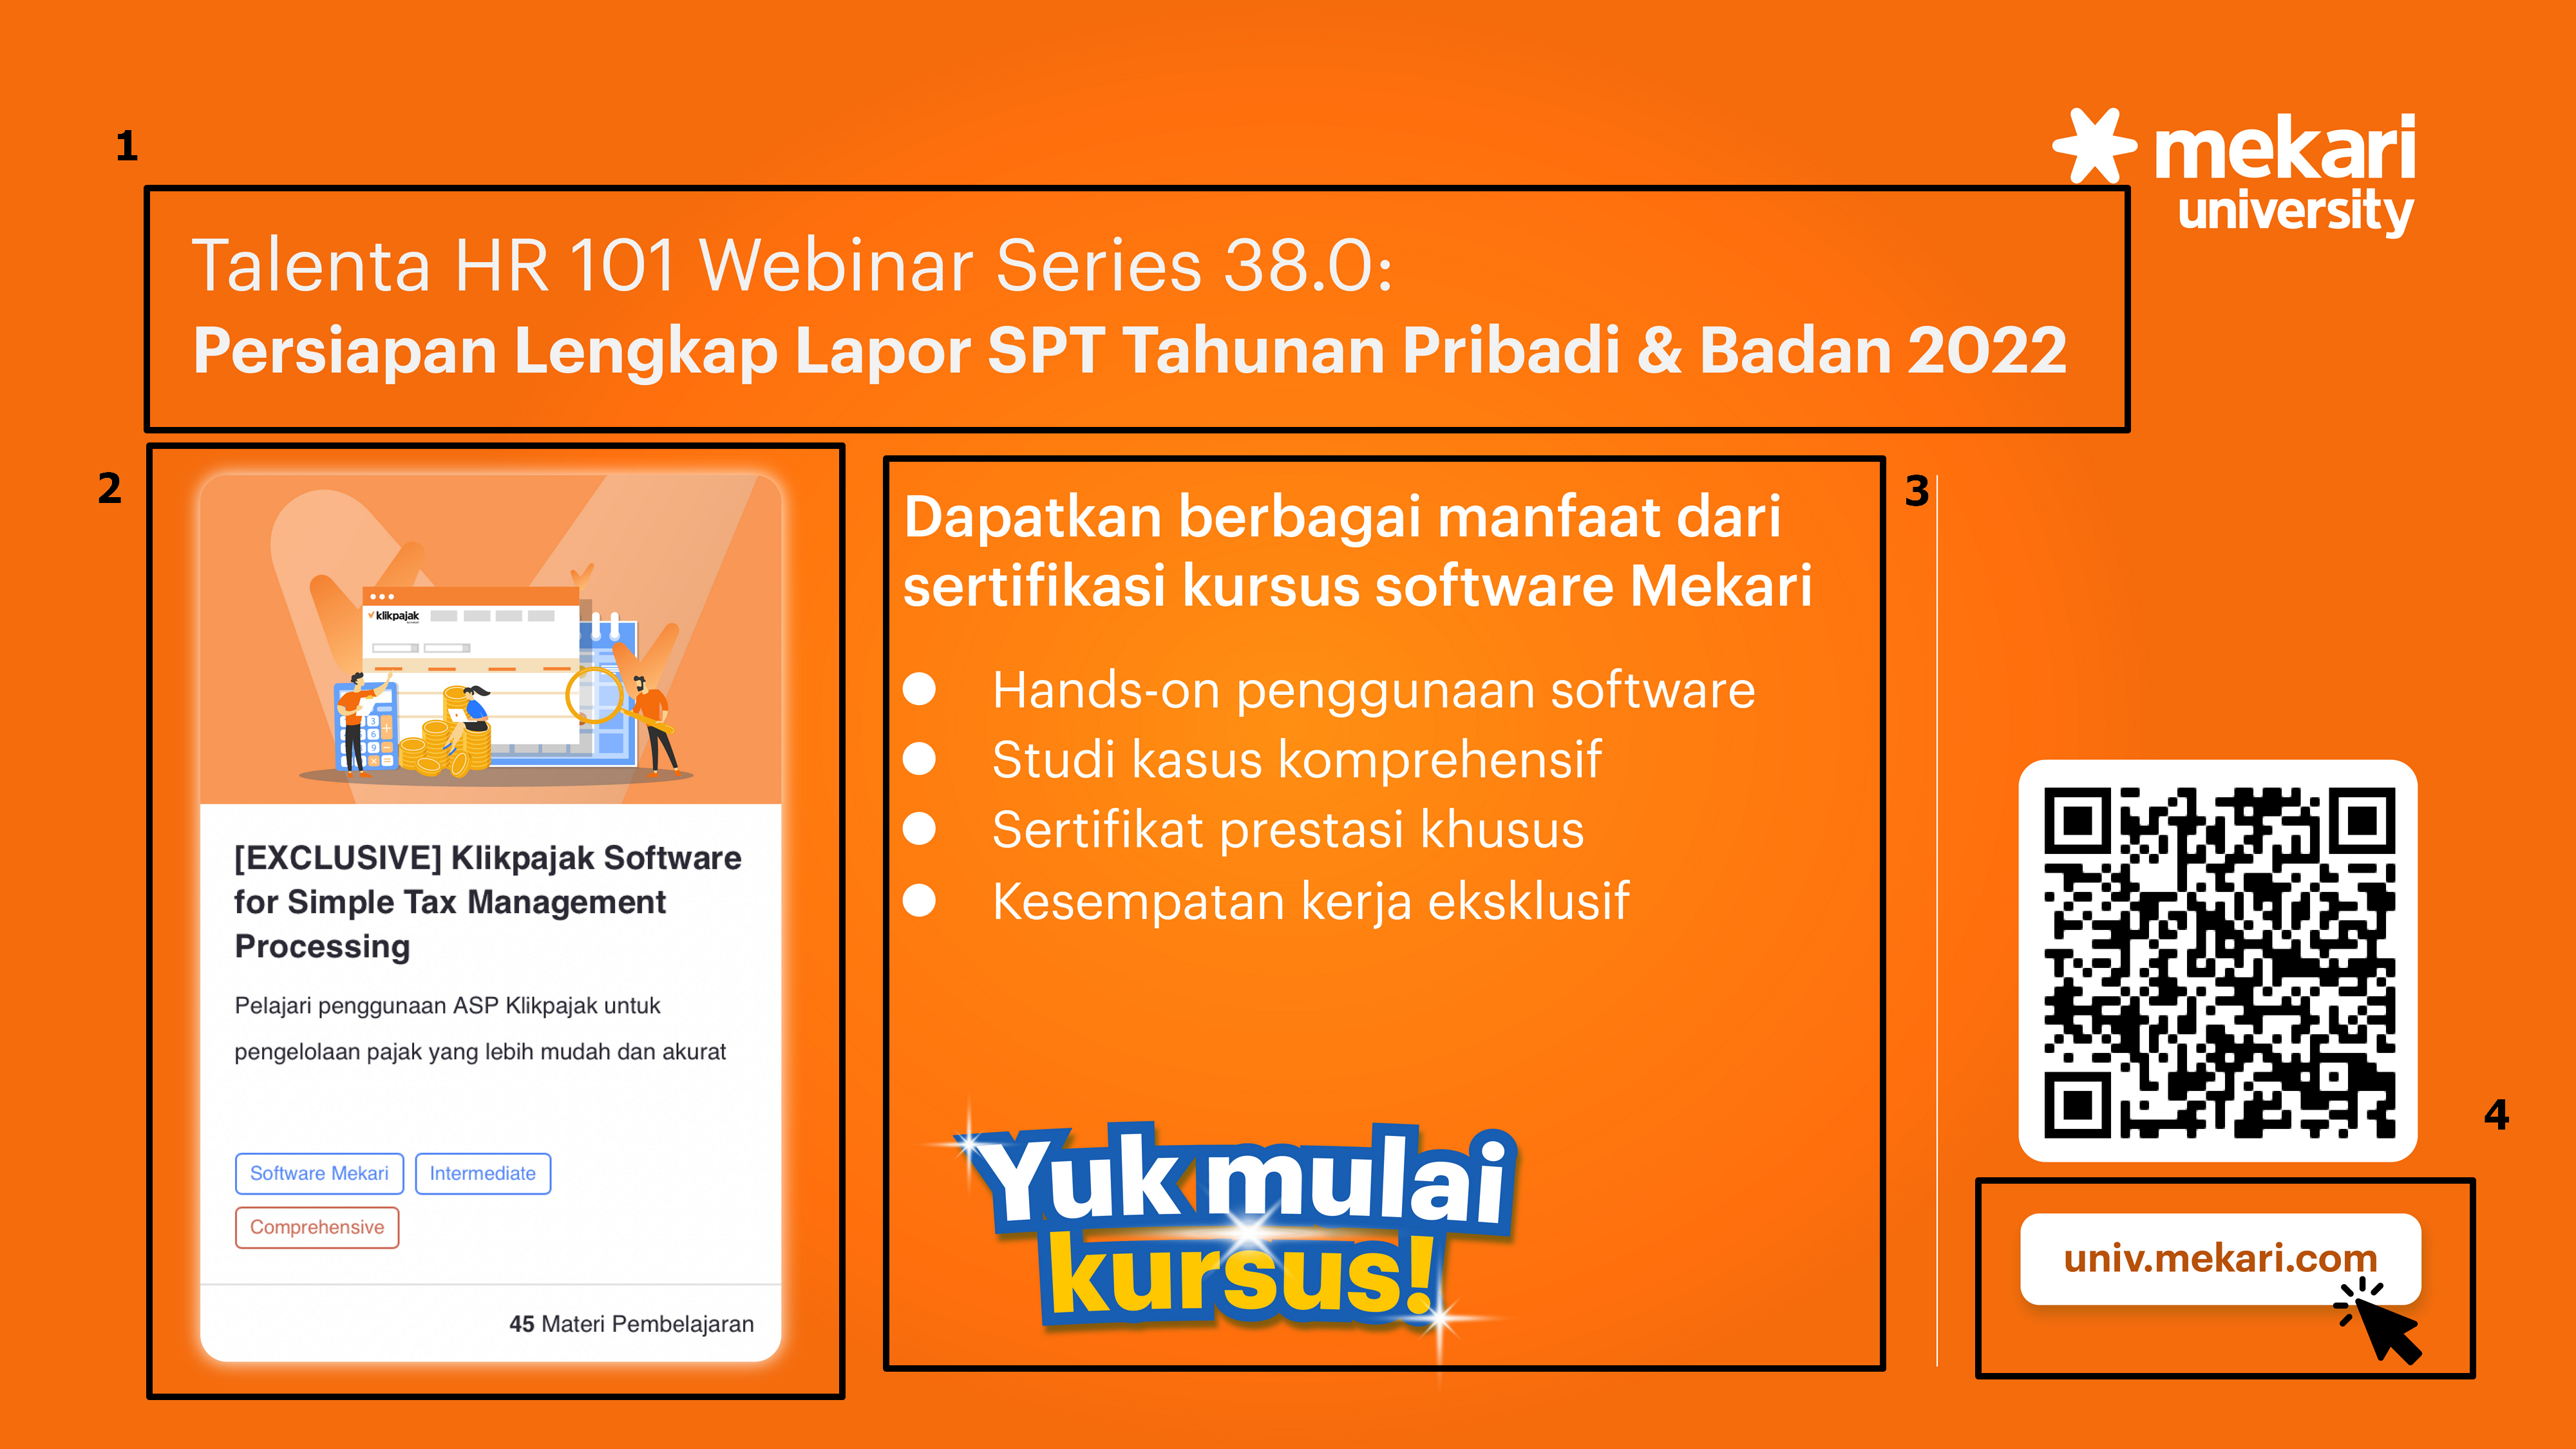 1
mekari
university
Talenta HR 101 Webinar Series 38.0:
Persiapan Lengkap Lapor SPT Tahunan Pribadi & Badan 2022
2
klikpajak
3
6
9
[EXCLUSIVE] Klikpajak Software
for Simple Tax Management
Processing
Pelajari penggunaan ASP Klikpajak untuk
pengelolaan pajak yang lebih mudah dan akurat
Software Mekari
Intermediate
Comprehensive
45 Materi Pembelajaran
3
Dapatkan berbagai manfaat dari
sertifikasi kursus software Mekari
● Hands-on penggunaan software
● Studi kasus komprehensif
● Sertifikat prestasi khusus
● Kesempatan kerja eksklusif
Yuk mulai
kursus!
4
univ.mekari.com